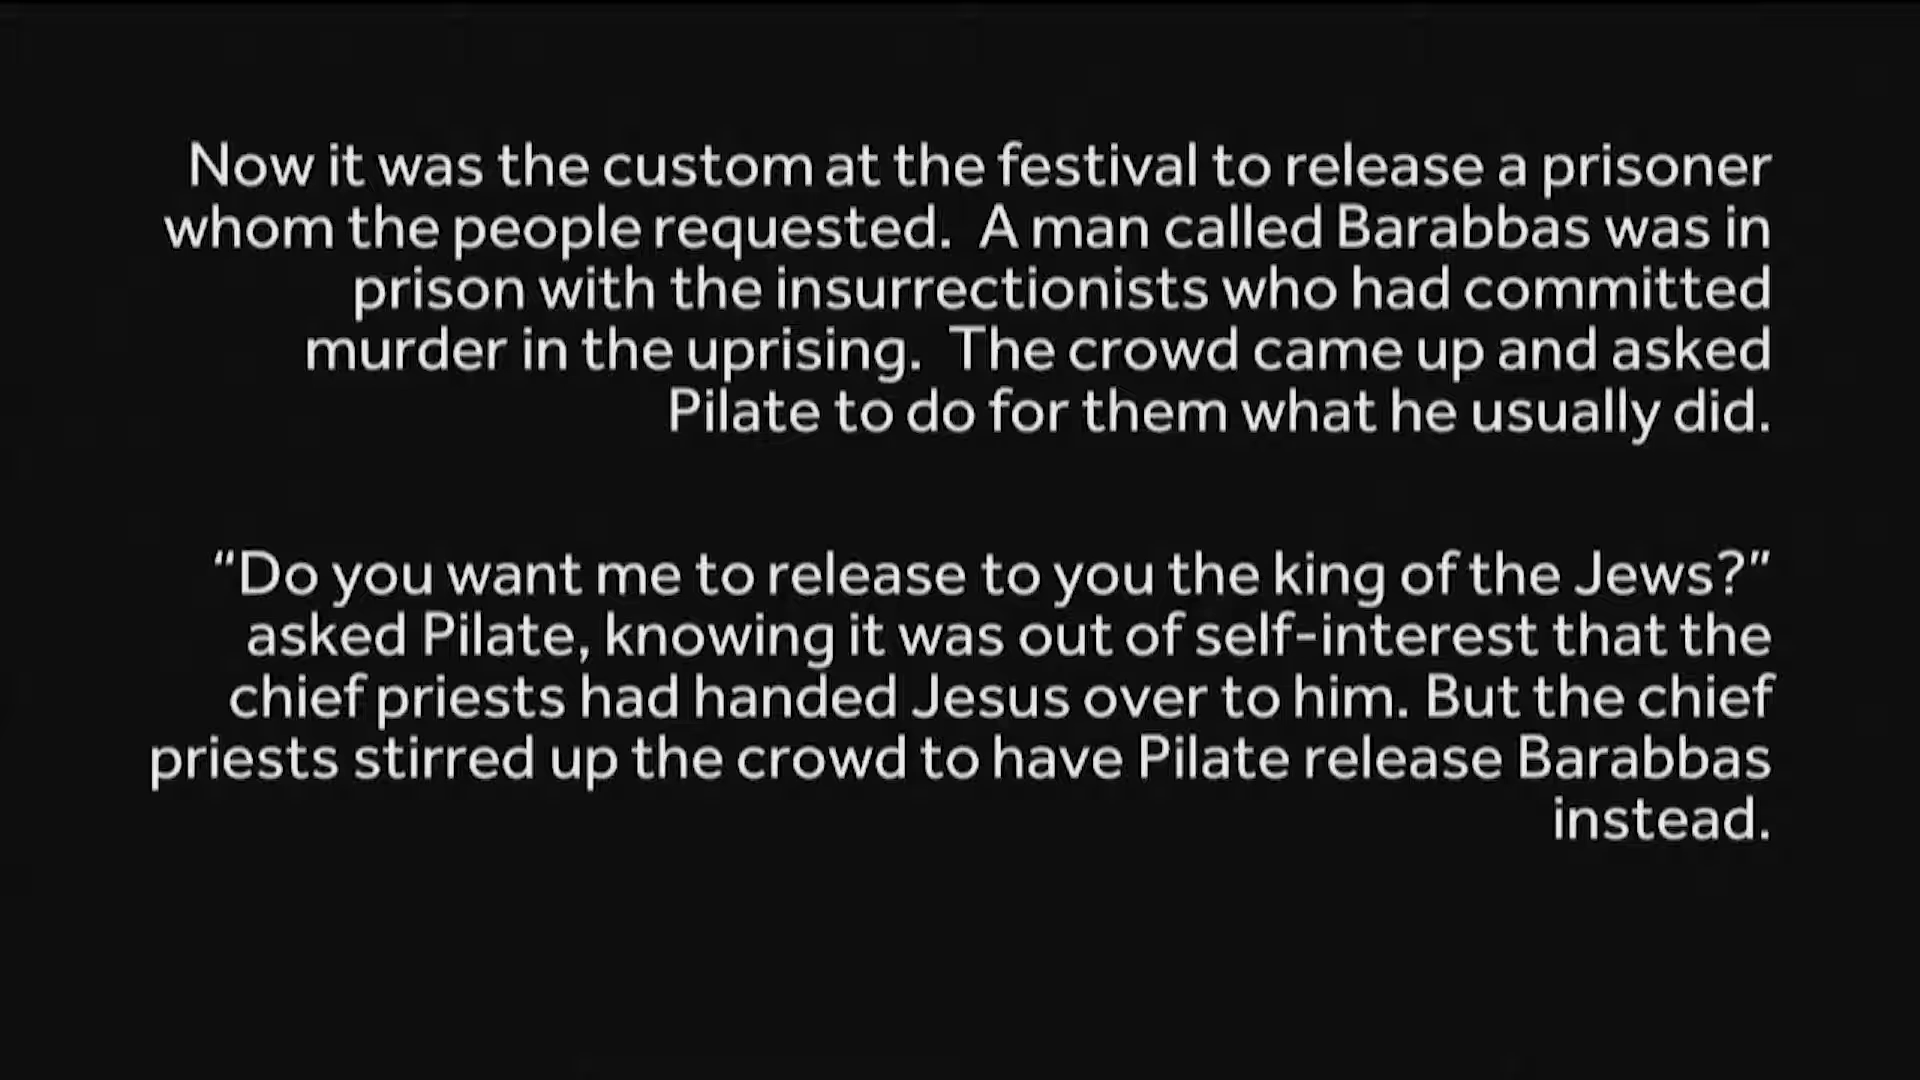 Now it was the custom at the festival to release a prisoner
whom the people requested.  A man called Barabbas was in
prison with the insurrectionists who had committed
murder in the uprising.  The crowd came up and asked
Pilate to do for them what he usually did.
“Do you want me to release to you the king of the Jews?”
asked Pilate, knowing it was out of self-interest that the
chief priests had handed Jesus over to him. But the chief
priests stirred up the crowd to have Pilate release Barabbas
instead.